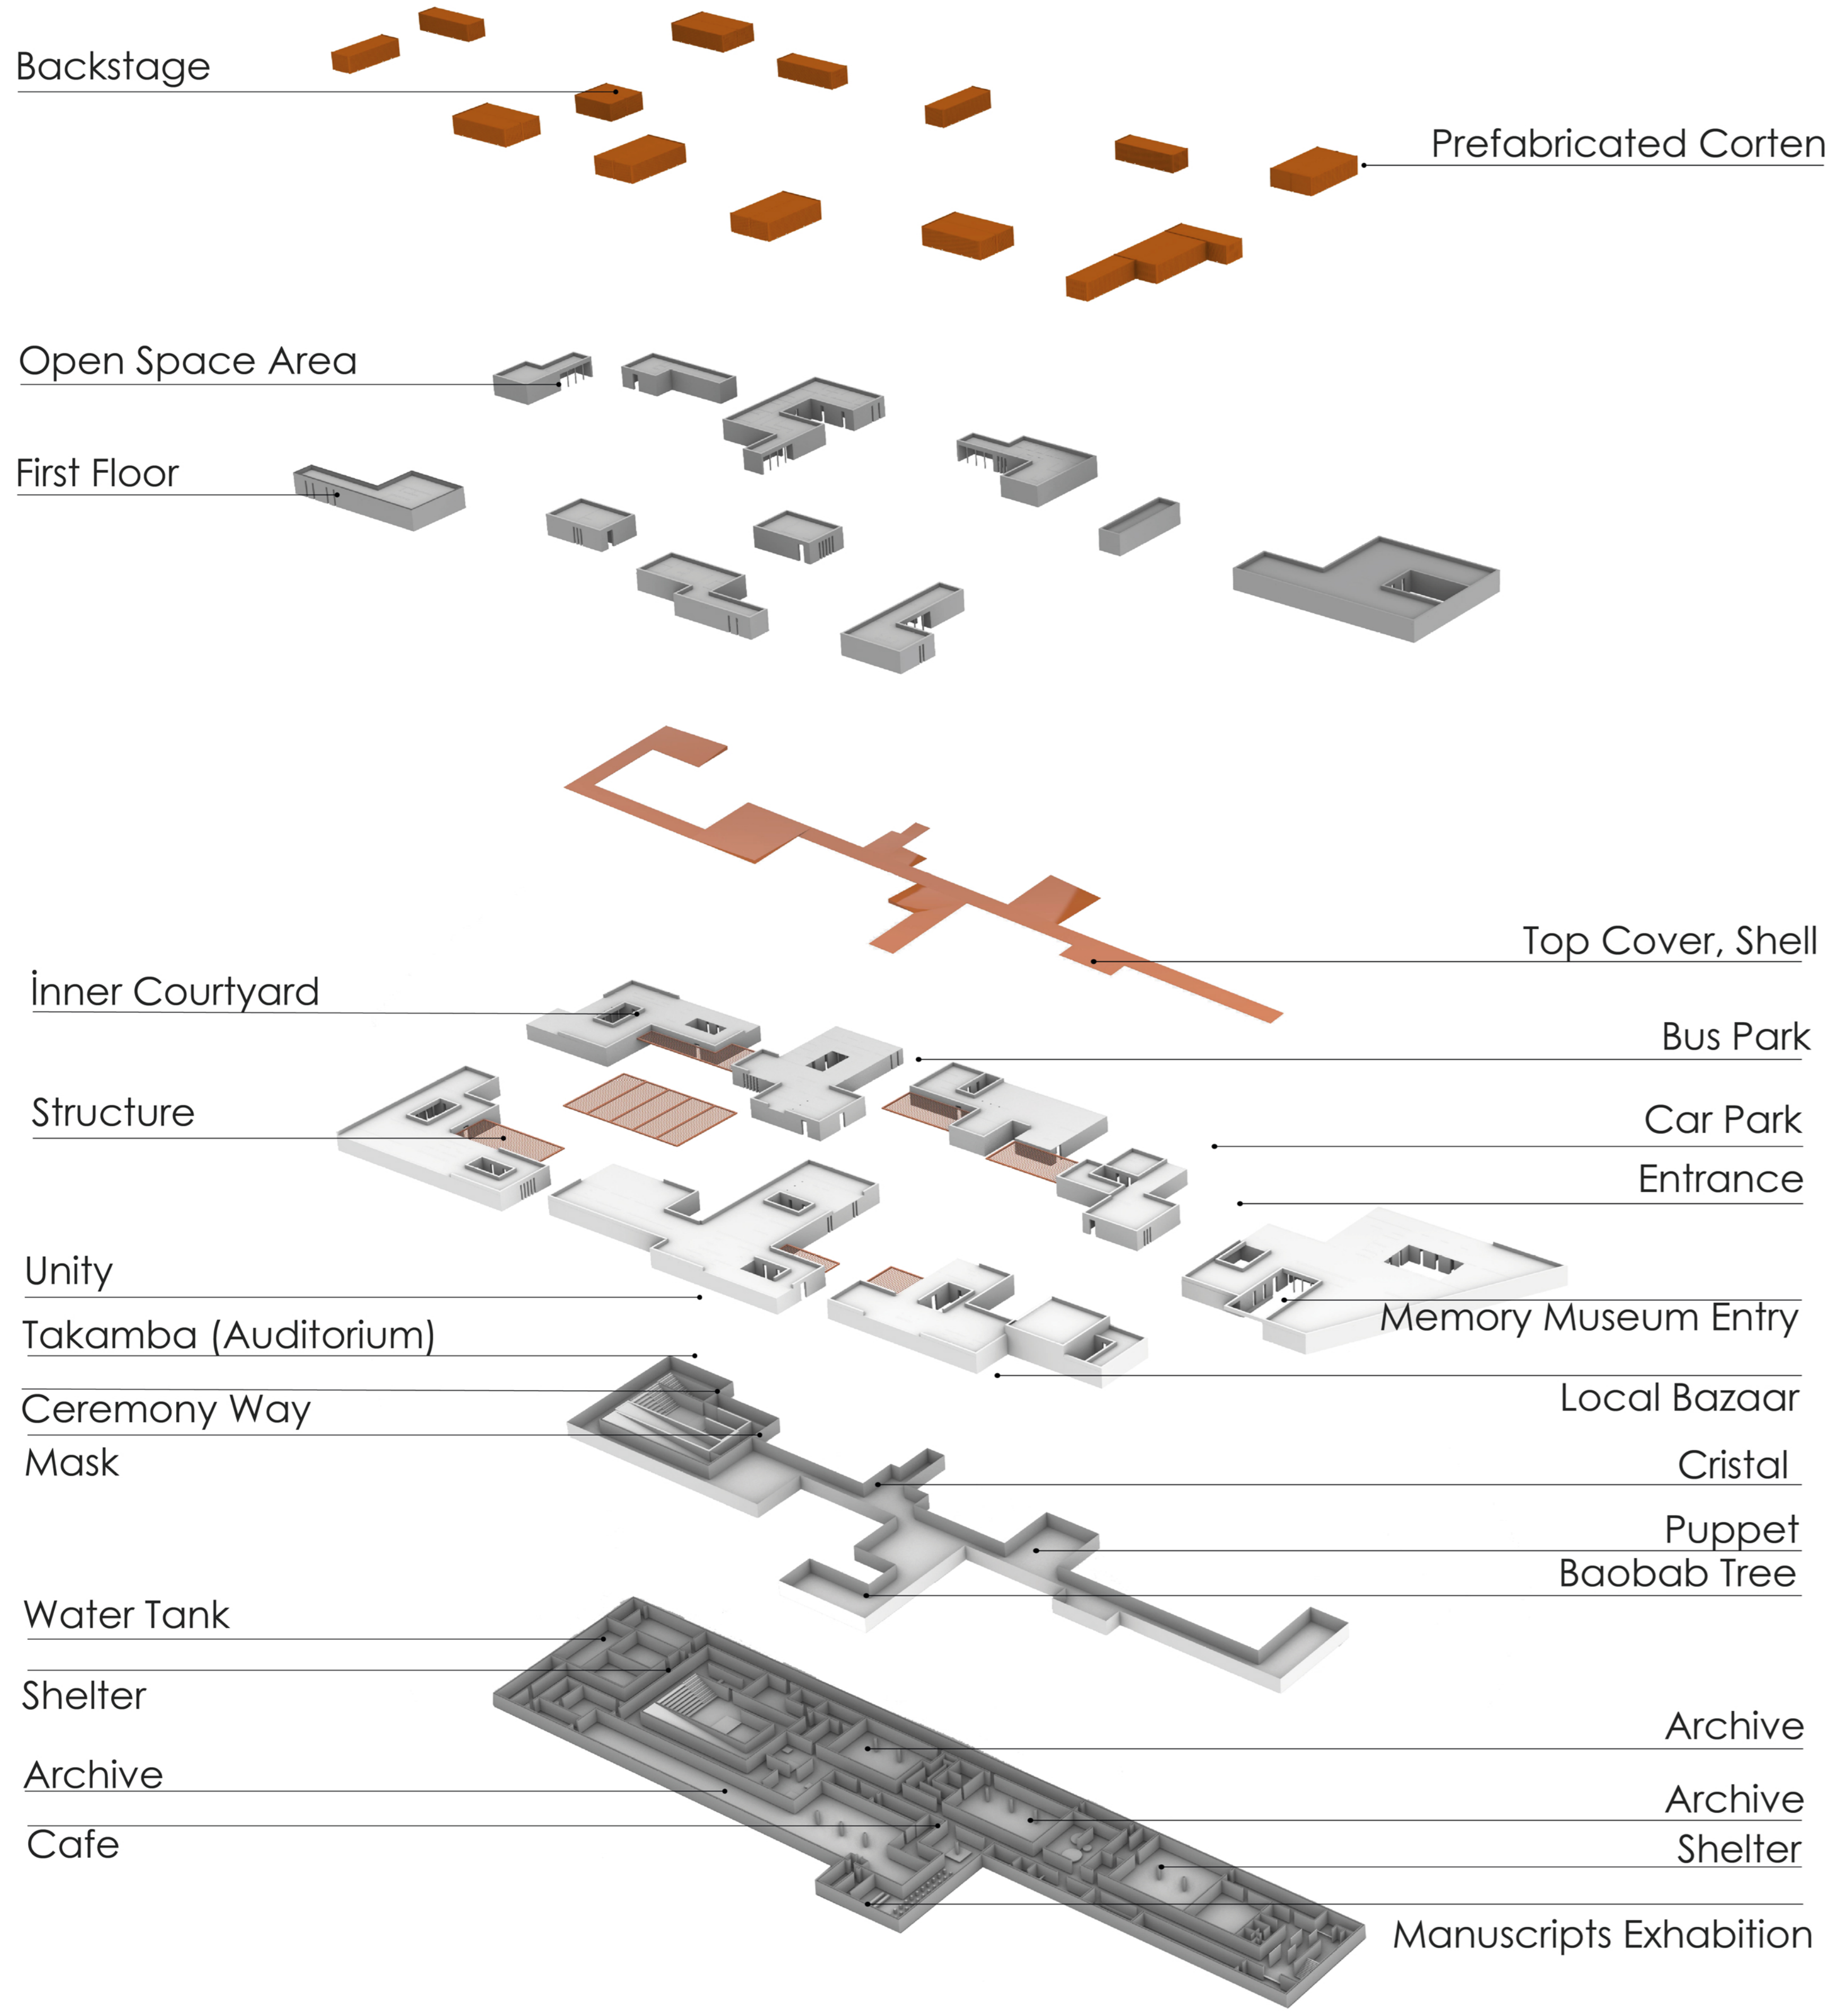 Backstage
Prefabricated Corten
Open Space Area
First Floor
Top Cover, Shell
İnner Courtyard
Bus Park
Structure
Car Park
Entrance
Unity
Memory Museum Entry
Takamba (Auditorium)
Local Bazaar
Ceremony Way
Mask
Cristal
Puppet
Baobab Tree
Water Tank
Shelter
Archive
Archive
Archive
Cafe
Shelter
Manuscripts Exhabition